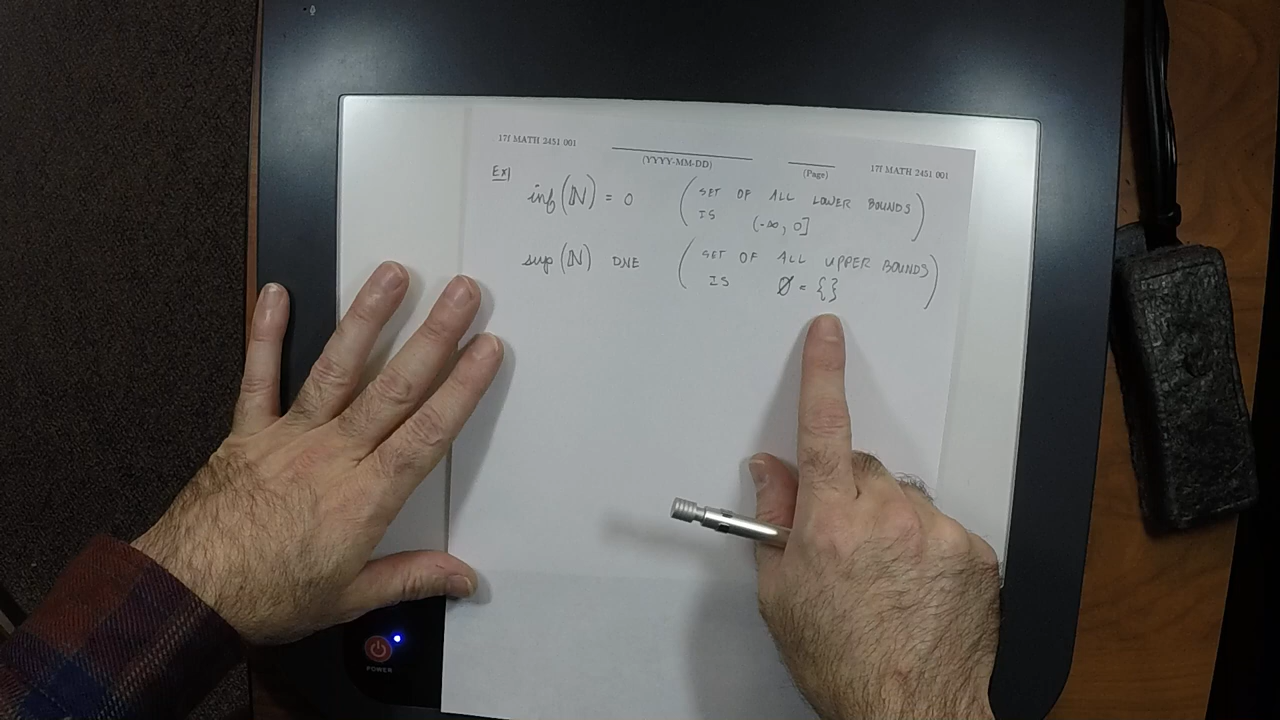 17f MATH 2451 001
(YYYY-MM-DD)
(Page)
17f MATH 2451 001
Ex|
inf(ℕ) = 0 (SET OF ALL LOWER BOUNDS
IS (-∞, 0])
sup(ℕ) DNE (SET OF ALL UPPER BOUNDS
IS Ø = {})
POWER